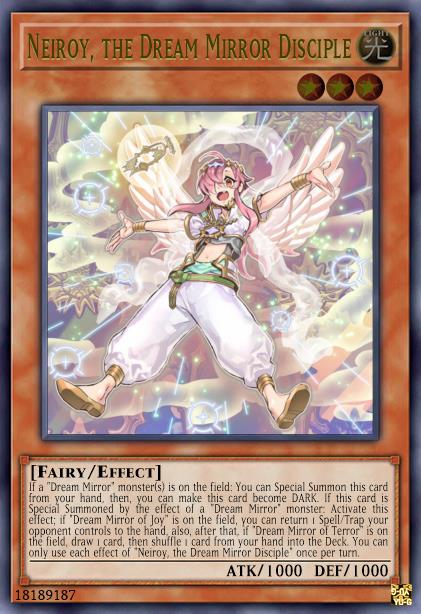 NEIROY, THE DREAM MIRROR DISCIPLE
LIGHT
光
[FAIRY/EFFECT]
If a "Dream Mirror" monster(s) is on the field: You can Special Summon this card
from your hand, then, you can make this card become DARK. If this card is
Special Summoned by the effect of a "Dream Mirror" monster: Activate this
effect; if "Dream Mirror of Joy" is on the field, you can return 1 Spell/Trap your
opponent controls to the hand, also, after that, if "Dream Mirror of Terror" is on
the field, draw 1 card, then shuffle 1 card from your hand into the Deck. You can
only use each effect of "Neiroy, the Dream Mirror Disciple" once per turn.
ATK/1000 DEF/1000
18189187